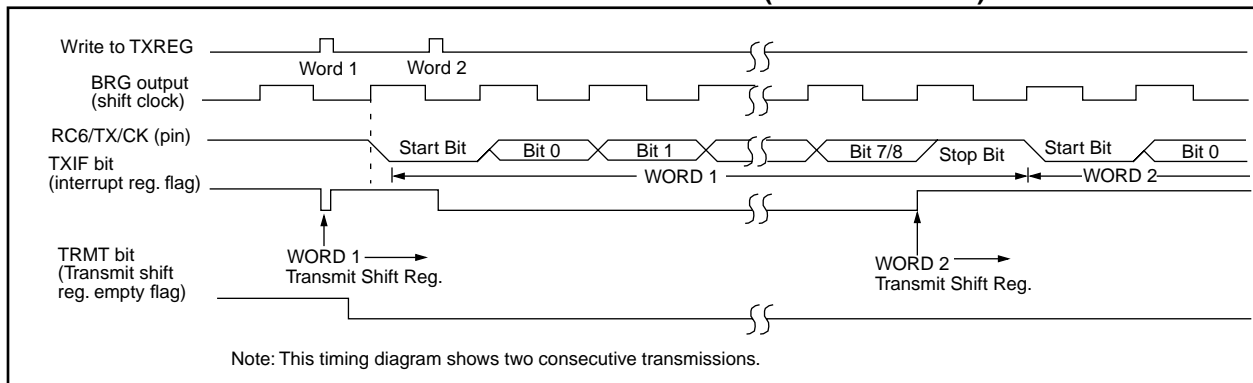 Write to TXREG
Word 1
Word 2
BRG output
(shift clock)
RC6/TX/CK (pin)
Start Bit
Bit 0
Bit 1
Bit 7/8
Stop Bit
Start Bit
Bit 0
TXIF bit
(interrupt reg. flag)
WORD 1
WORD 2
TRMT bit
(Transmit shift
reg. empty flag)
WORD 1
Transmit Shift Reg.
WORD 2
Transmit Shift Reg.
Note: This timing diagram shows two consecutive transmissions.